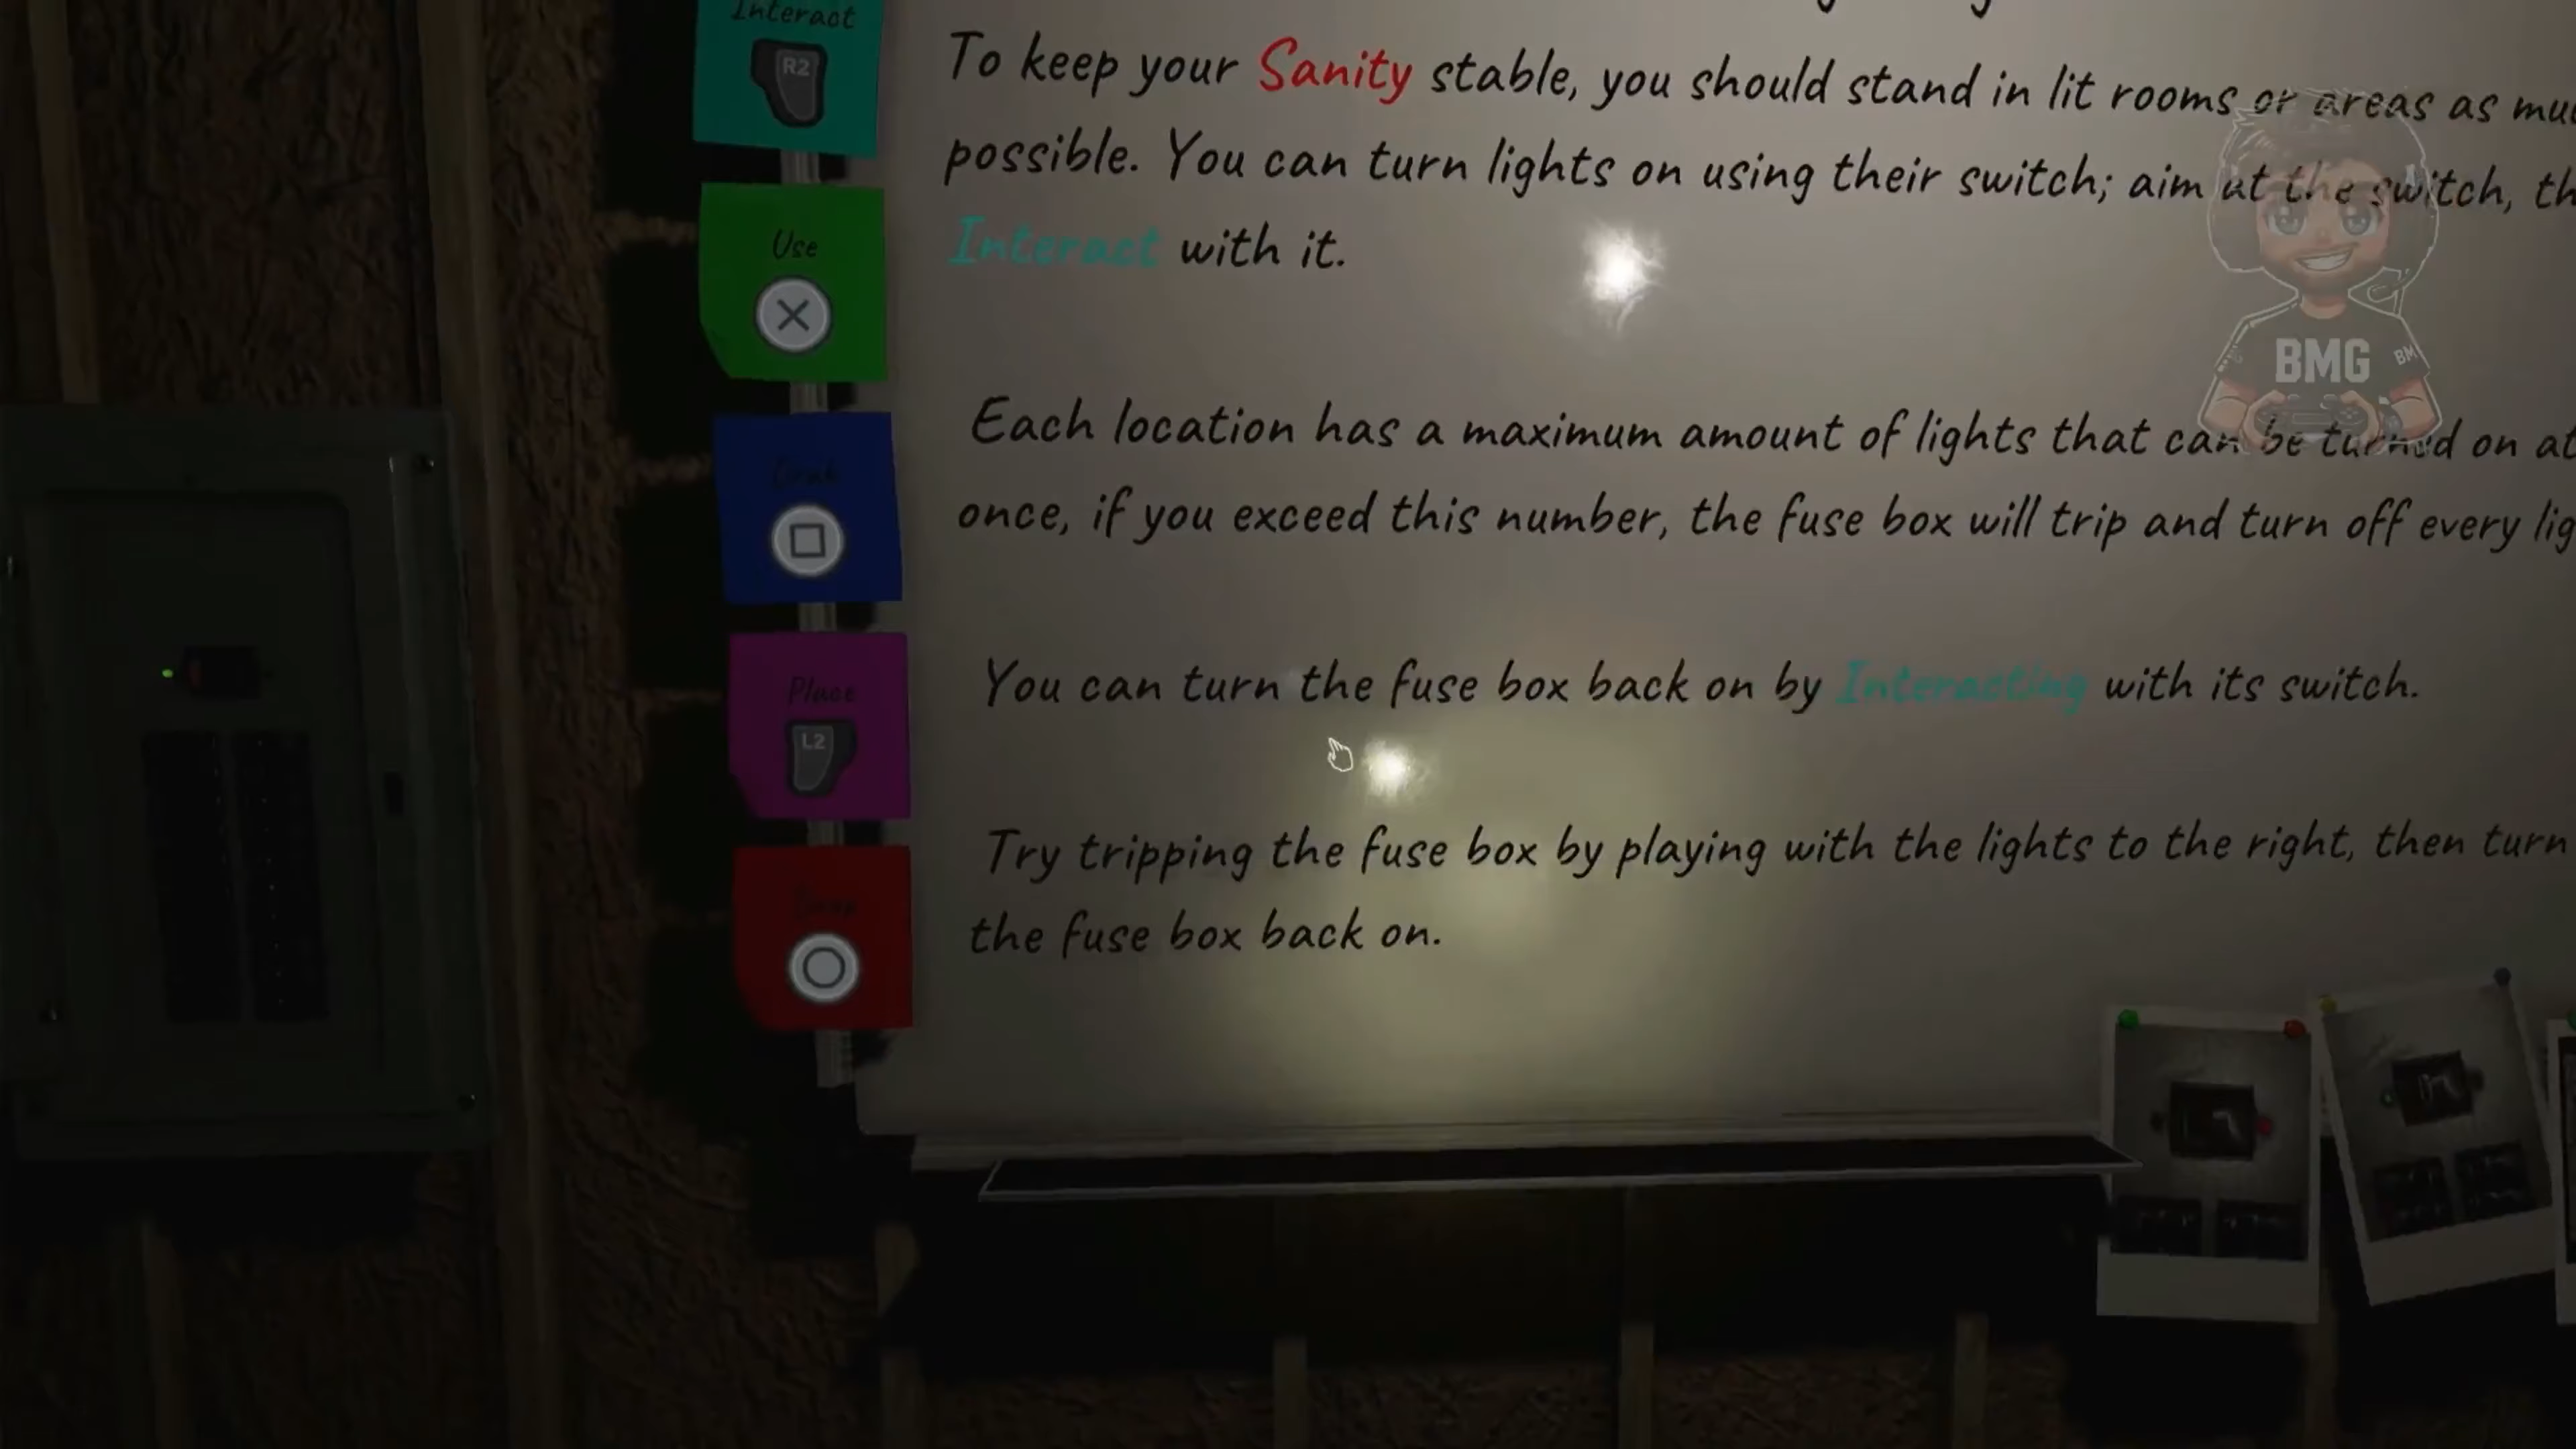 Interact
R2
Use
Grab
Place
L2
To keep your Sanity stable, you should stand in lit rooms or areas as
possible. You can turn lights on using their switch; aim at the switch,
Interact with it.
Each location has a maximum amount of lights that can be turned on at
once, if you exceed this number, the fuse box will trip and turn off every
You can turn the fuse box back on by Interacting with its switch.
Try tripping the fuse box by playing with the lights to the right, then turn
the fuse box back on.
BMG
BM